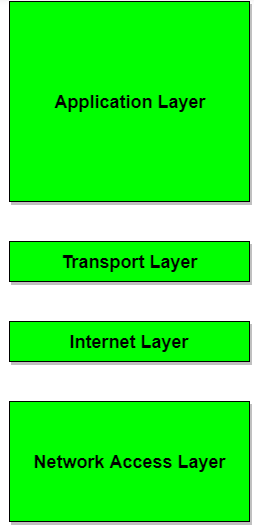 Application Layer
Transport Layer
Internet Layer
Network Access Layer